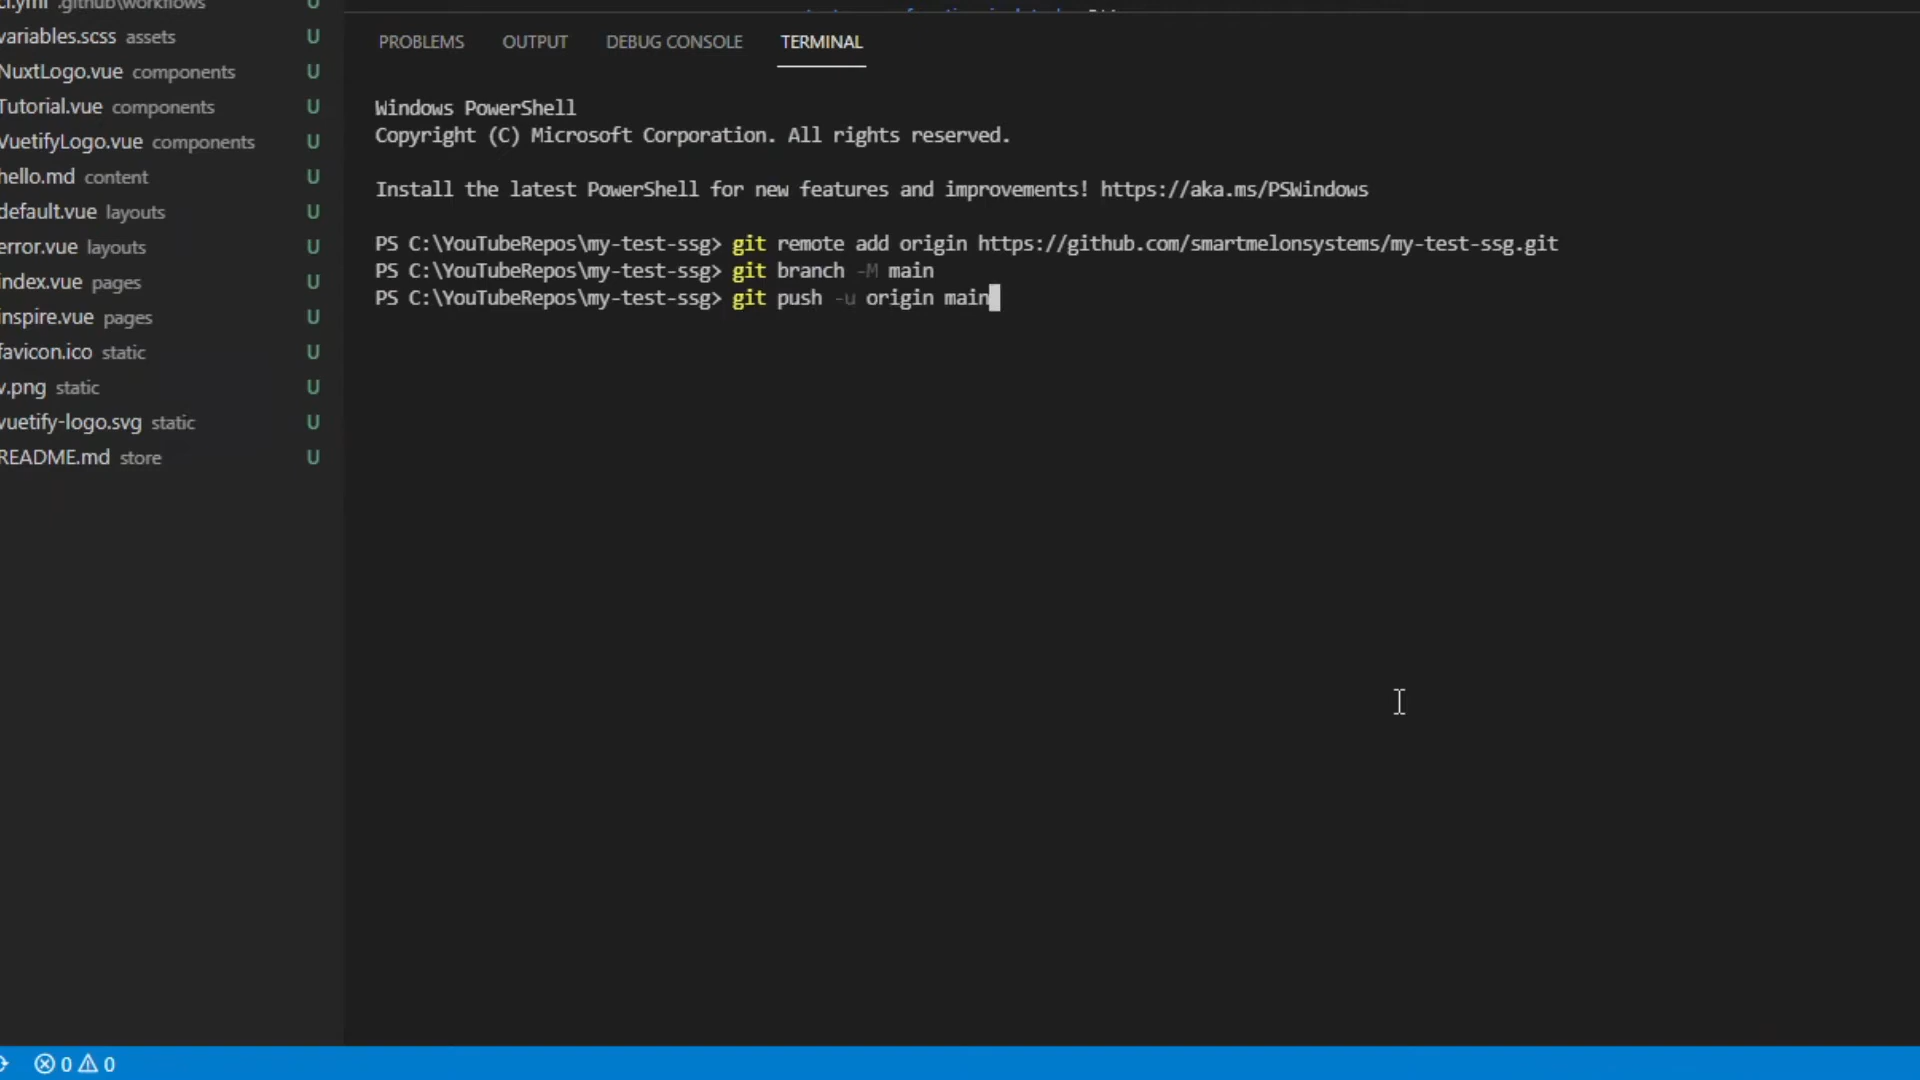 ci.yml .github\workflows U
variables.scss assets U
NuxtLogo.vue components U
Tutorial.vue components U
VuetifyLogo.vue components U
hello.md content U
default.vue layouts U
error.vue layouts U
index.vue pages U
inspire.vue pages U
favicon.ico static U
v.png static U
vuetify-logo.svg static U
README.md store U
PROBLEMS OUTPUT DEBUG CONSOLE TERMINAL
Windows PowerShell
Copyright (C) Microsoft Corporation. All rights reserved.
Install the latest PowerShell for new features and improvements! https://aka.ms/PSWindows
PS C:\YouTubeRepos\my-test-ssg> git remote add origin https://github.com/smartmelonsystems/my-test-ssg.git
PS C:\YouTubeRepos\my-test-ssg> git branch -M main
PS C:\YouTubeRepos\my-test-ssg> git push -u origin main
0 0